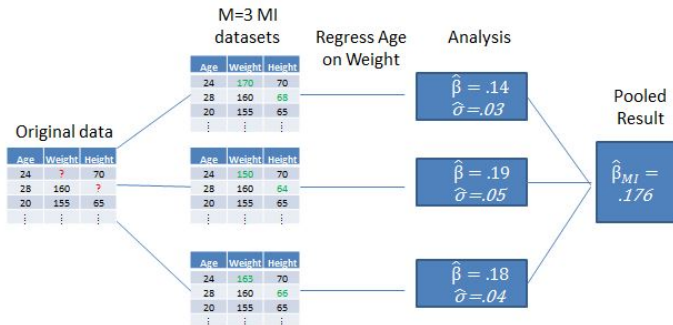 M=3 MI
datasets
Regress Age
on Weight
Analysis
Pooled
Result
Original data
Age Weight Height
24 ? 70
28 160 ?
20 155 65
⋮ ⋮ ⋮
Age Weight Height
24 170 70
28 160 68
20 155 65
⋮ ⋮ ⋮
Age Weight Height
24 150 70
28 160 64
20 155 65
⋮ ⋮ ⋮
Age Weight Height
24 163 70
28 160 66
20 155 65
⋮ ⋮ ⋮
β̂ = .14
σ̂=.03
β̂ = .19
σ̂=.05
β̂ = .18
σ̂=.04
β̂MI =
.176